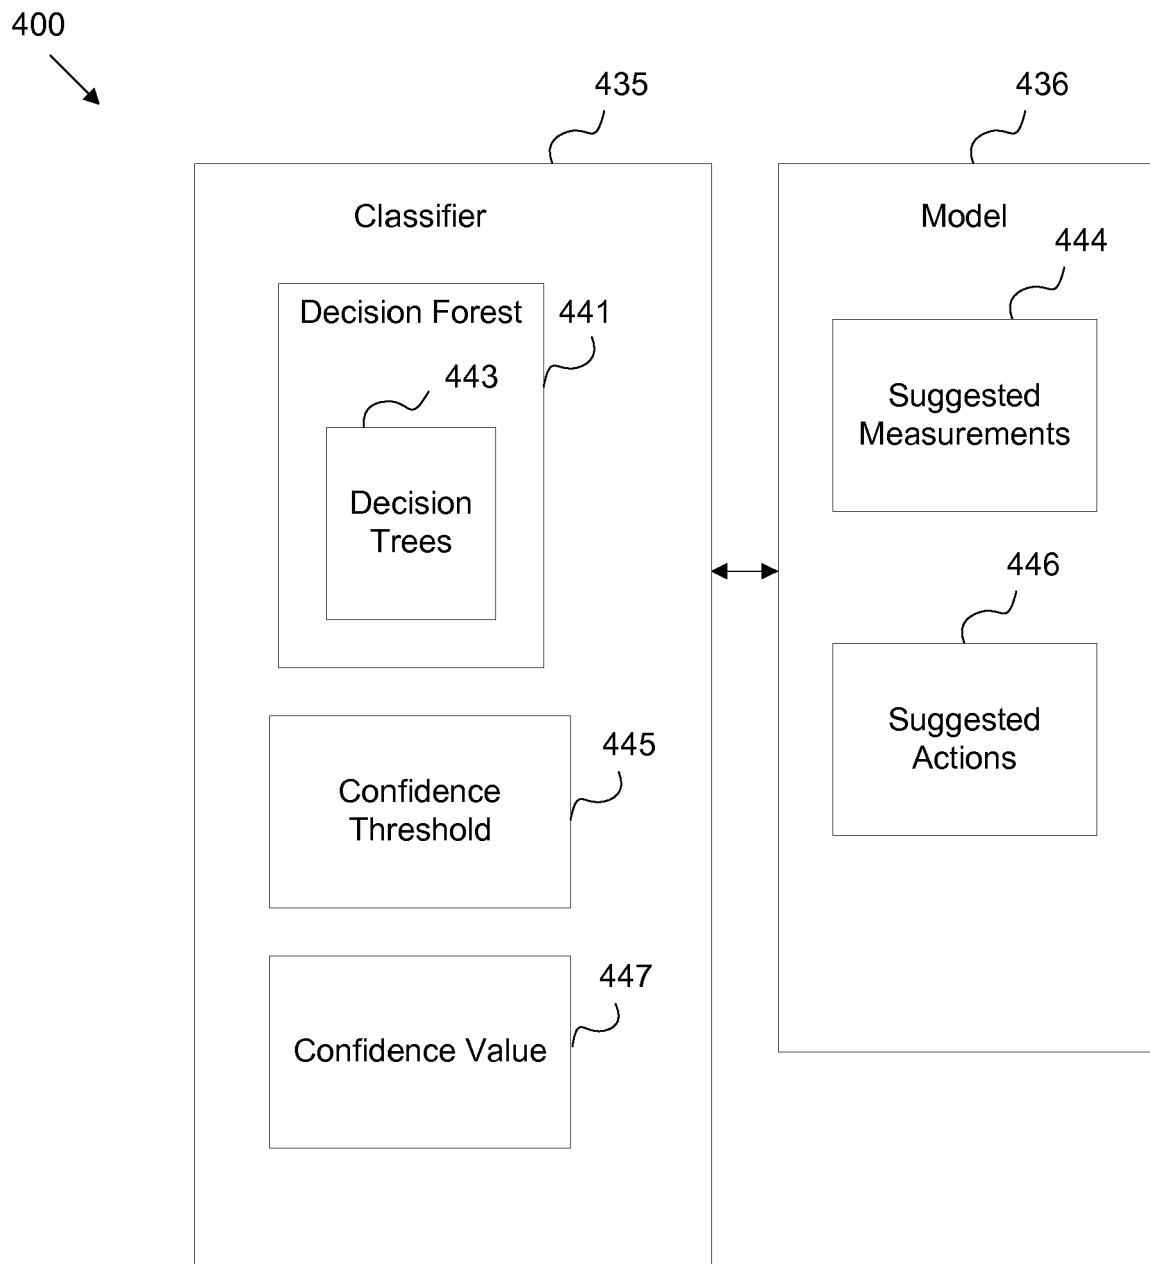 400
435
436
Classifier
Model
444
Decision Forest
441
443
Suggested
Measurements
Decision
Trees
446
Suggested
Actions
445
Confidence
Threshold
447
Confidence Value